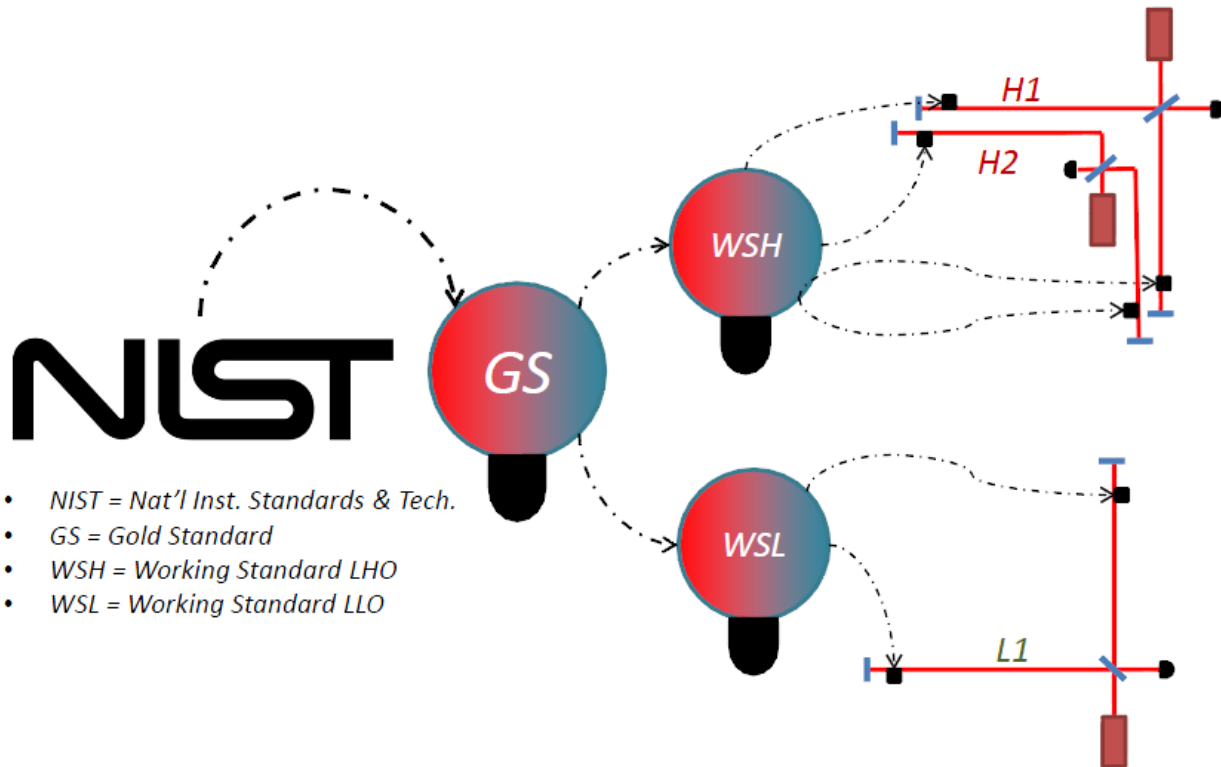 H1
H2
WSH
NIST
GS
• NIST = Nat'l Inst. Standards & Tech.
• GS = Gold Standard
• WSH = Working Standard LHO
• WSL = Working Standard LLO
WSL
L1